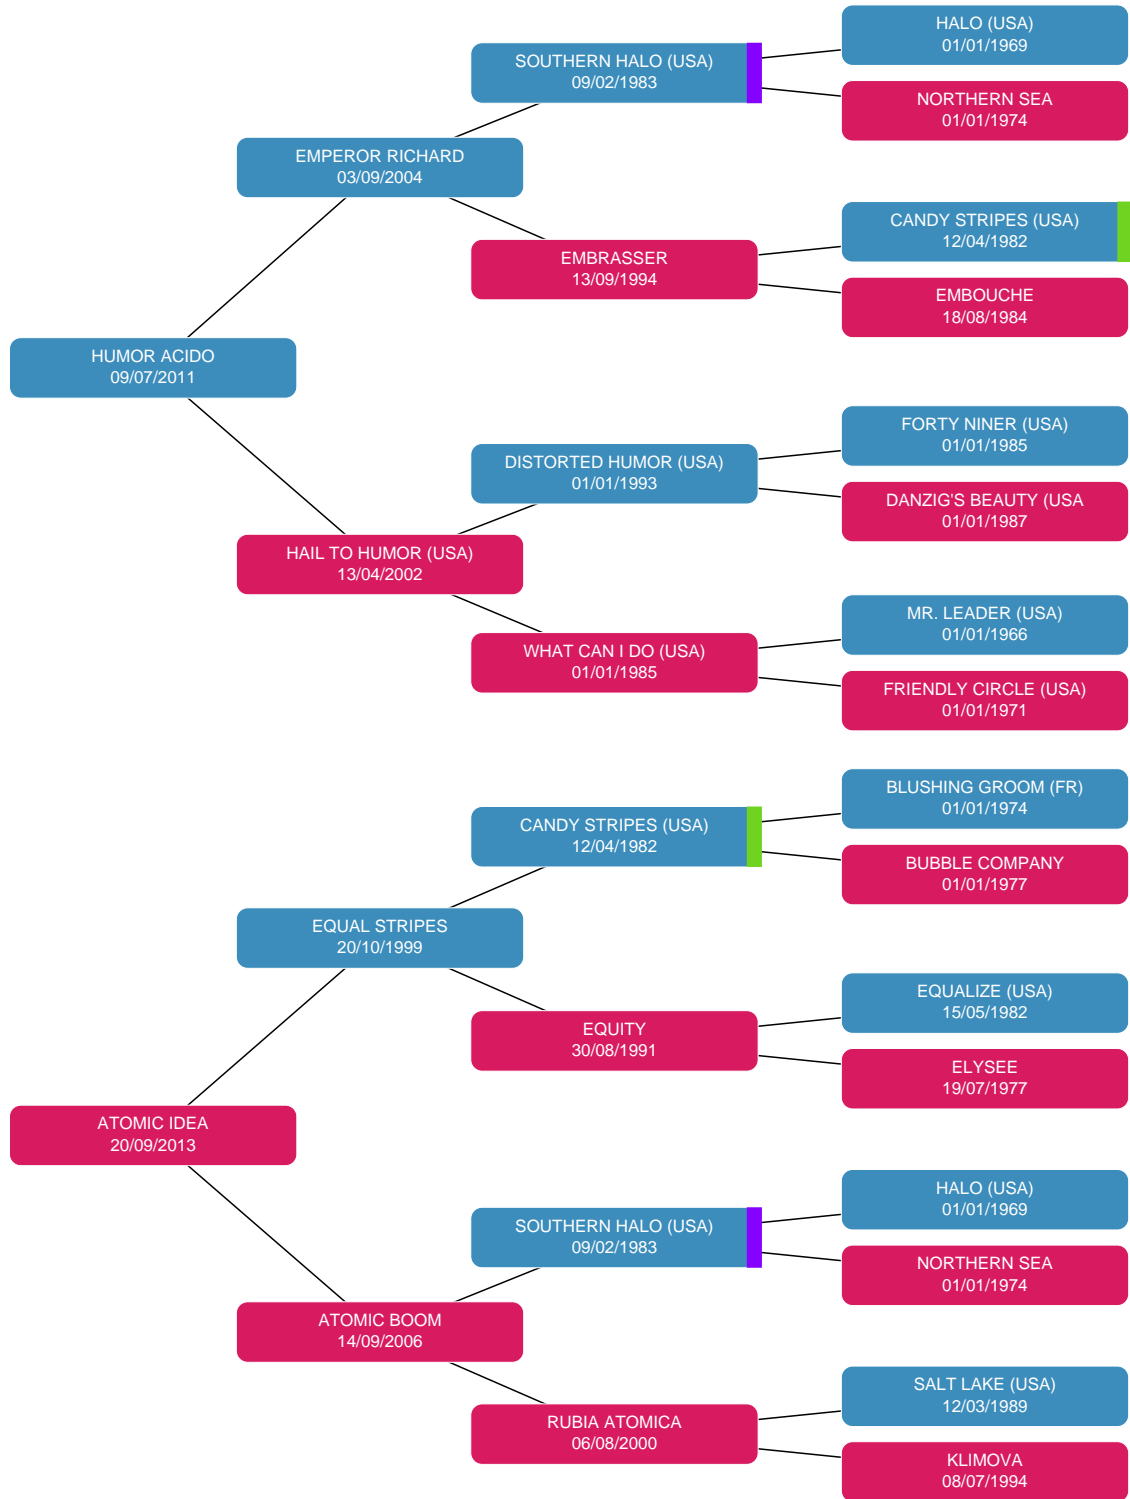 HALO (USA)
01/01/1969
SOUTHERN HALO (USA)
09/02/1983
NORTHERN SEA
01/01/1974
EMPEROR RICHARD
03/09/2004
CANDY STRIPES (USA)
12/04/1982
EMBRASSER
13/09/1994
EMBOUCHE
18/08/1984
HUMOR ACIDO
09/07/2011
FORTY NINER (USA)
01/01/1985
DISTORTED HUMOR (USA)
01/01/1993
DANZIG'S BEAUTY (USA
01/01/1987
HAIL TO HUMOR (USA)
13/04/2002
MR. LEADER (USA)
01/01/1966
WHAT CAN I DO (USA)
01/01/1985
FRIENDLY CIRCLE (USA)
01/01/1971
BLUSHING GROOM (FR)
01/01/1974
CANDY STRIPES (USA)
12/04/1982
BUBBLE COMPANY
01/01/1977
EQUAL STRIPES
20/10/1999
EQUALIZE (USA)
15/05/1982
EQUITY
30/08/1991
ELYSEE
19/07/1977
ATOMIC IDEA
20/09/2013
HALO (USA)
01/01/1969
SOUTHERN HALO (USA)
09/02/1983
NORTHERN SEA
01/01/1974
ATOMIC BOOM
14/09/2006
SALT LAKE (USA)
12/03/1989
RUBIA ATOMICA
06/08/2000
KLIMOVA
08/07/1994